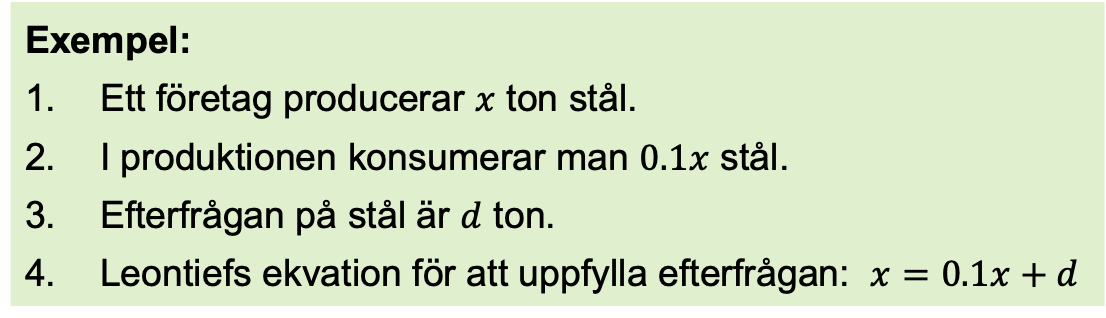 Exempel:
1. Ett företag producerar x ton stål.
2. I produktionen konsumerar man 0.1x stål.
3. Efterfrågan på stål är d ton.
4. Leontiefs ekvation för att uppfylla efterfrågan: x = 0.1x + d